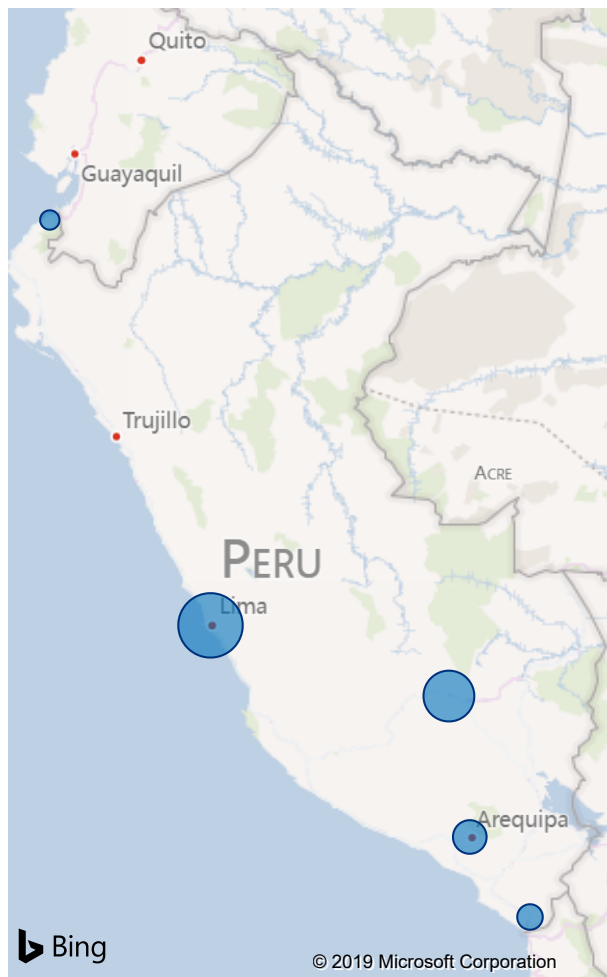 Quito
Guayaquil
Trujillo
ACRE
PERU
Lima
Arequipa
Bing
© 2019 Microsoft Corporation